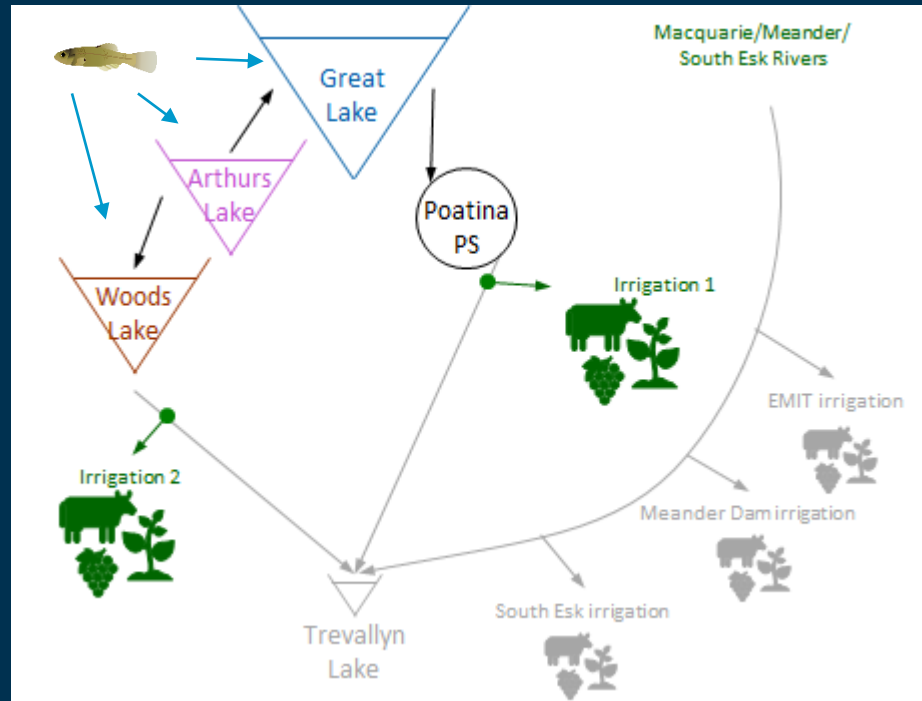 Macquarie/Meander/
South Esk Rivers
Great
Lake
Arthurs
Lake
Poatina
PS
Woods
Lake
Irrigation 1
EMIT irrigation
Irrigation 2
Meander Dam irrigation
South Esk irrigation
Trevallyn
Lake